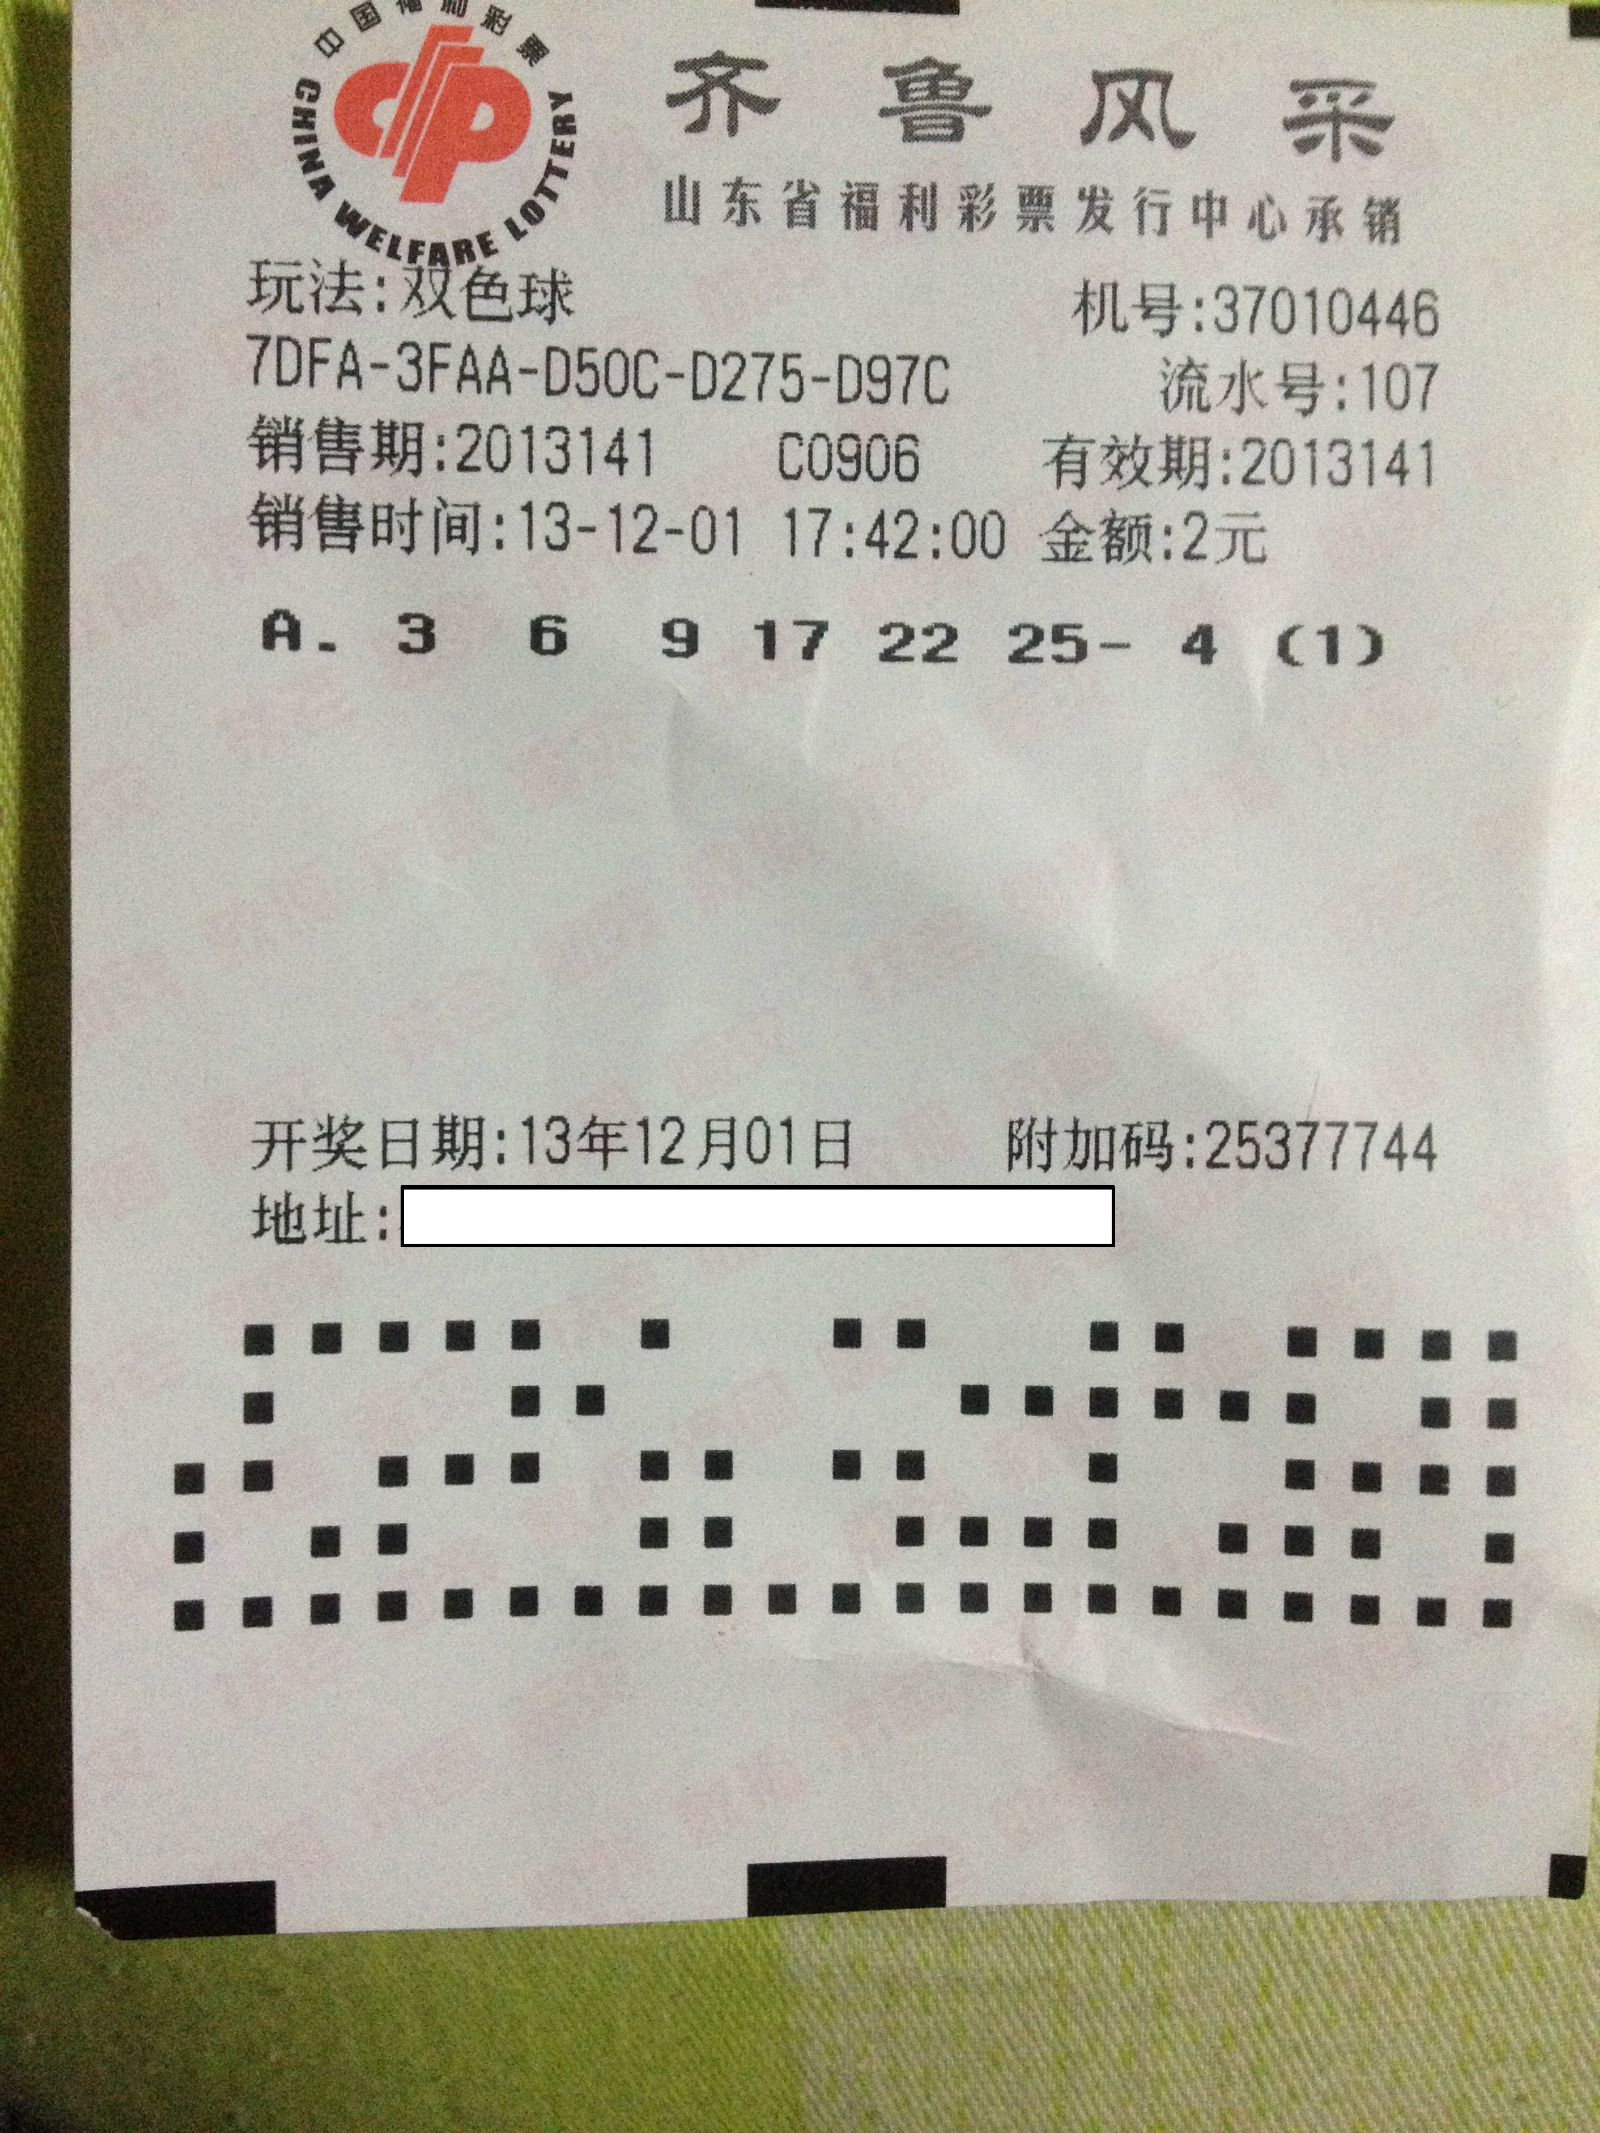 中国福利彩票
CHINA WELFARE LOTTERY
齐鲁风采
山东省福利彩票发行中心承销
玩法:双色球 机号:37010446
7DFA-3FAA-D50C-D275-D97C 流水号:107
销售期:2013141 C0906 有效期:2013141
销售时间:13-12-01 17:42:00 金额:2元
A. 3 6 9 17 22 25- 4 (1)
开奖日期:13年12月01日 附加码:25377744
地址: